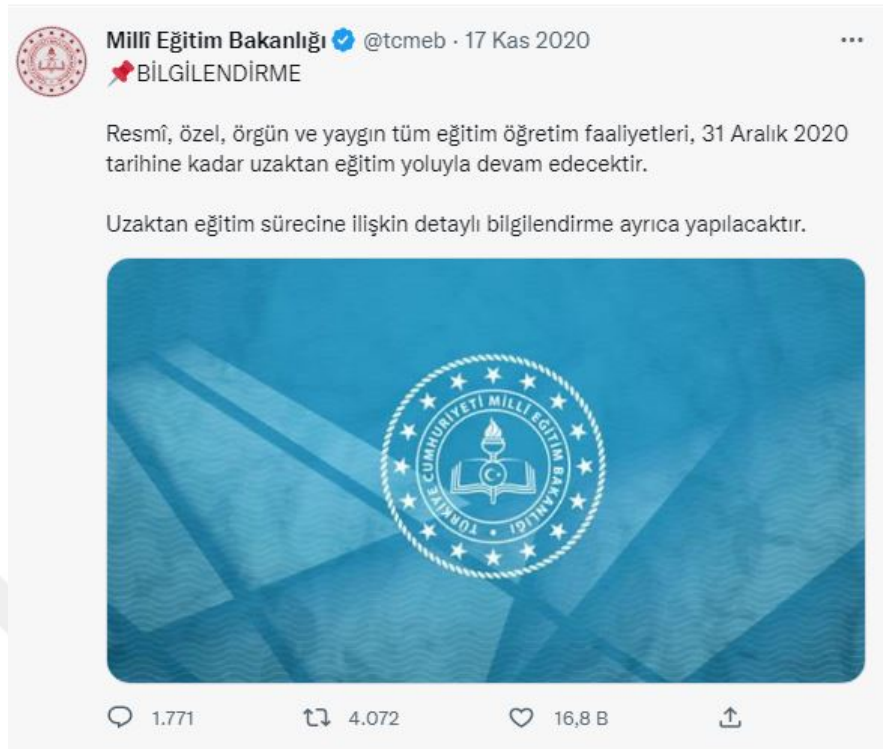 Millî Eğitim Bakanlığı @tcmeb · 17 Kas 2020
📌BİLGİLENDİRME
Resmî, özel, örgün ve yaygın tüm eğitim öğretim faaliyetleri, 31 Aralık 2020
tarihine kadar uzaktan eğitim yoluyla devam edecektir.
Uzaktan eğitim sürecine ilişkin detaylı bilgilendirme ayrıca yapılacaktır.
TÜRKİYE CUMHURİYETİ MİLLÎ EĞİTİM BAKANLIĞI
1.771 4.072 16,8 B